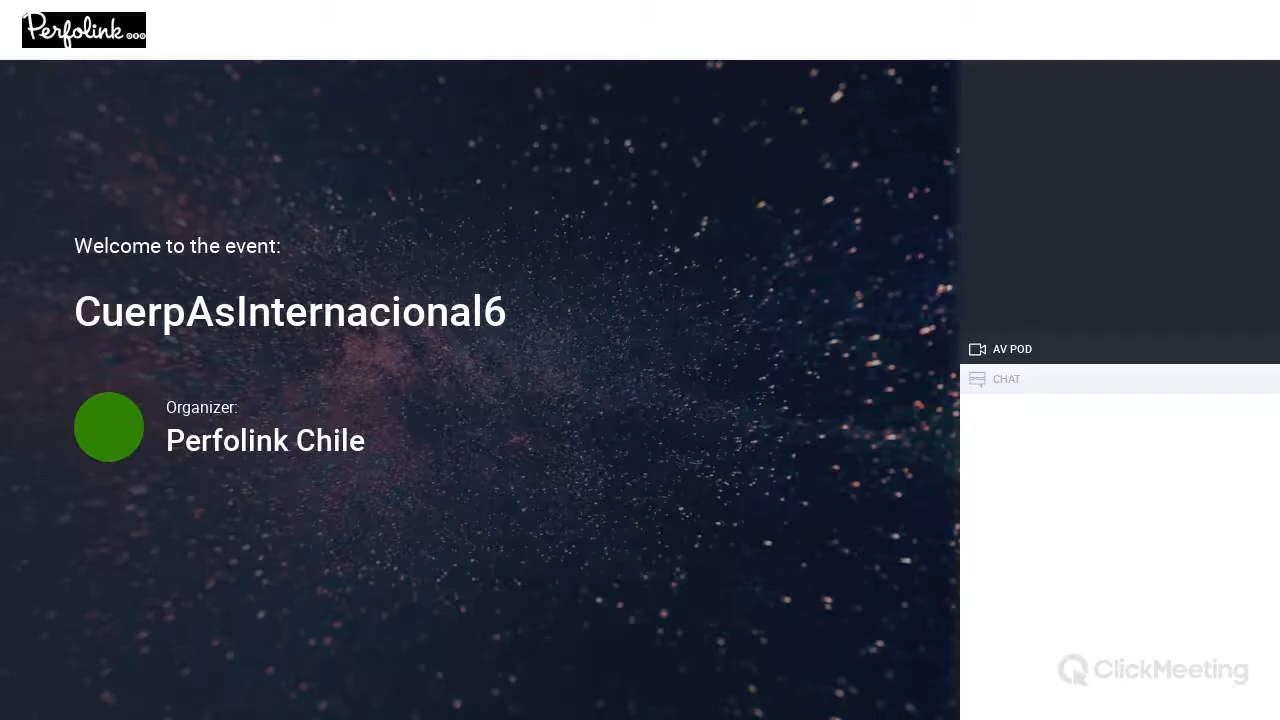 Perfolink...
Welcome to the event:
CuerpAsInternacional6
Organizer:
Perfolink Chile
AV POD
CHAT
ClickMeeting